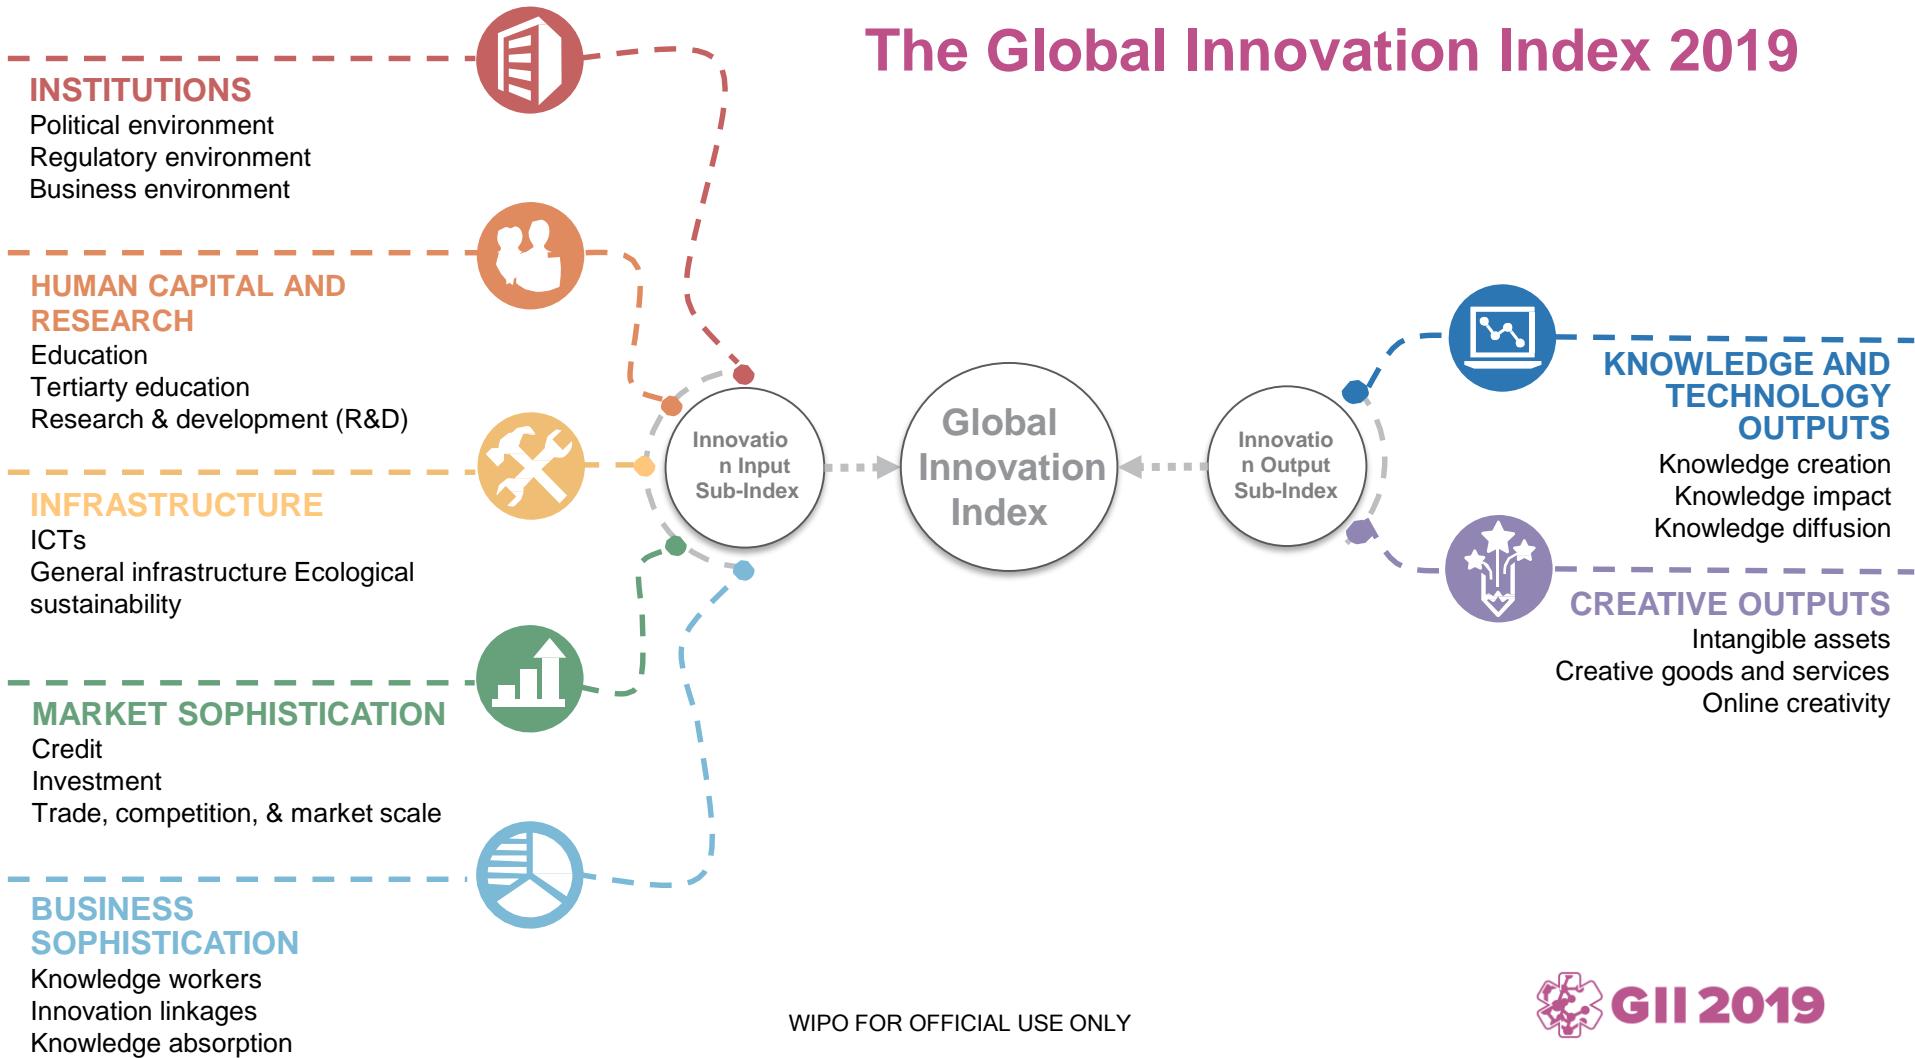 The Global Innovation Index 2019
INSTITUTIONS
Political environment
Regulatory environment
Business environment
HUMAN CAPITAL AND
RESEARCH
Education
Tertiarty education
Research & development (R&D)
INFRASTRUCTURE
ICTs
General infrastructure Ecological
sustainability
MARKET SOPHISTICATION
Credit
Investment
Trade, competition, & market scale
BUSINESS
SOPHISTICATION
Knowledge workers
Innovation linkages
Knowledge absorption
Innovatio
n Input
Sub-Index
Global
Innovation
Index
Innovatio
n Output
Sub-Index
KNOWLEDGE AND
TECHNOLOGY
OUTPUTS
Knowledge creation
Knowledge impact
Knowledge diffusion
CREATIVE OUTPUTS
Intangible assets
Creative goods and services
Online creativity
WIPO FOR OFFICIAL USE ONLY
GII 2019